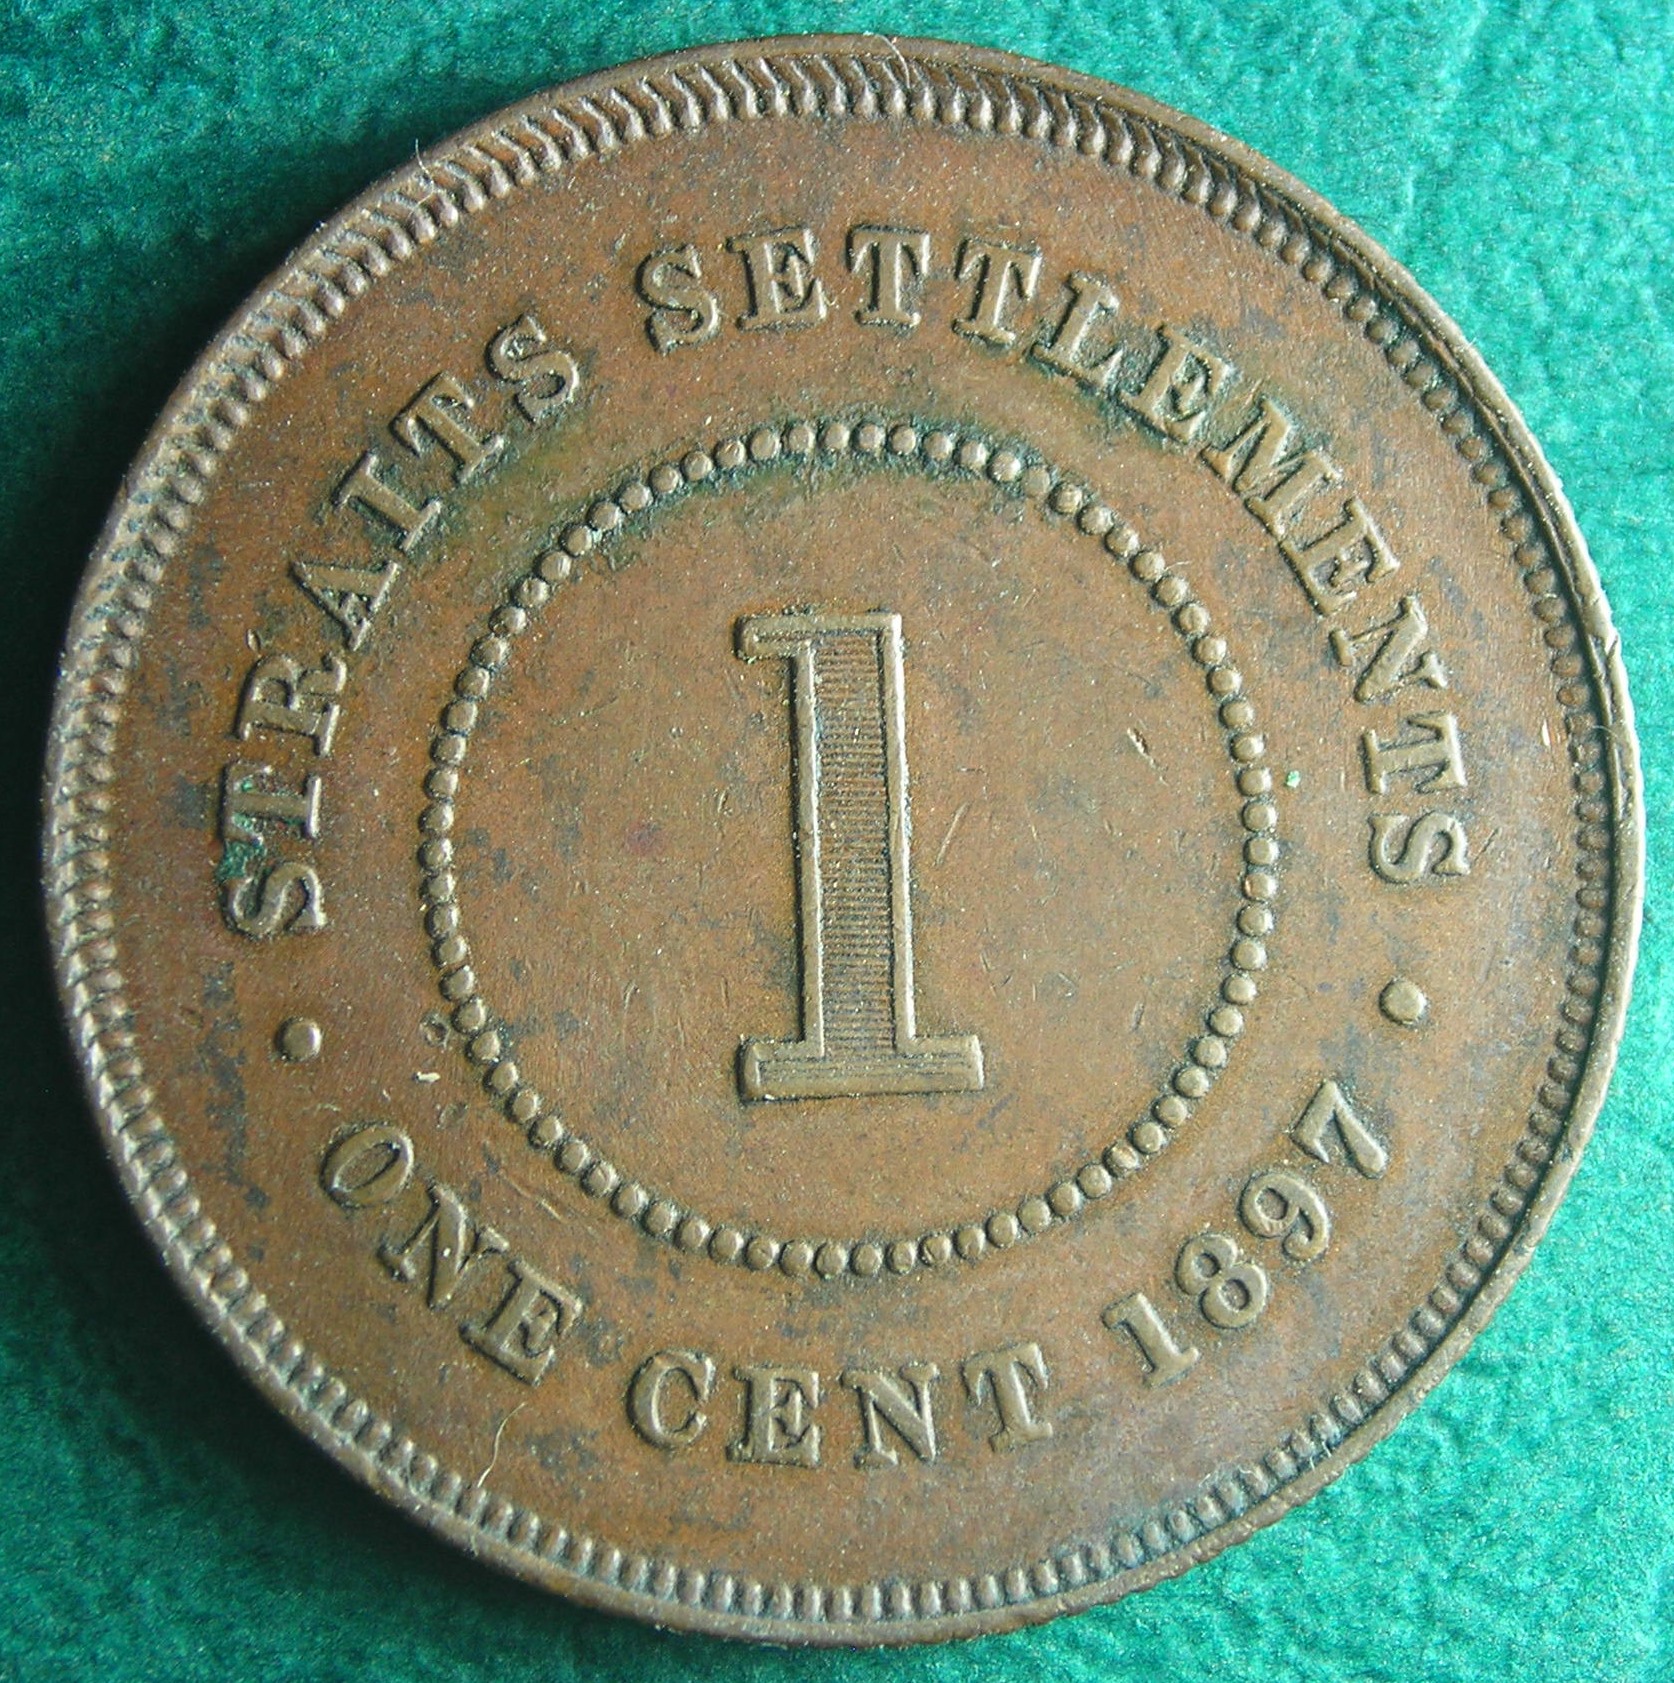 STRAITS SETTLEMENTS
1
ONE CENT 1897